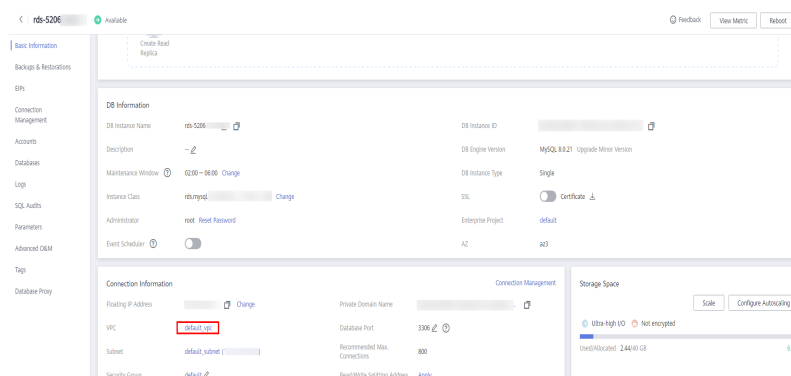 rds-5206
Available
Feedback
View Metric
Reboot
Basic Information
Backups & Restorations
EIPs
Connection
Management
Accounts
Databases
Logs
SQL Audits
Parameters
Advanced O&M
Tags
Database Proxy
Create Read
Replica
DB Information
DB Instance Name rds-5206
DB Instance ID
Description --
DB Engine Version MySQL 8.0.21 Upgrade Minor Version
Maintenance Window 02:00 – 06:00 Change
DB Instance Type Single
Instance Class rds.mysql. Change
SSL Certificate
Administrator root Reset Password
Enterprise Project default
Event Scheduler
AZ az3
Connection Information Connection Management
Floating IP Address Change
Private Domain Name
VPC default_vpc
Database Port 3306
Subnet default_subnet ( )
Recommended Max.
Connections 800
Security Group default
Read/Write Splitting Address Apply
Storage Space
Scale
Configure Autoscaling
Ultra-high I/O Not encrypted
Used/Allocated 2.44/40 GB
6.